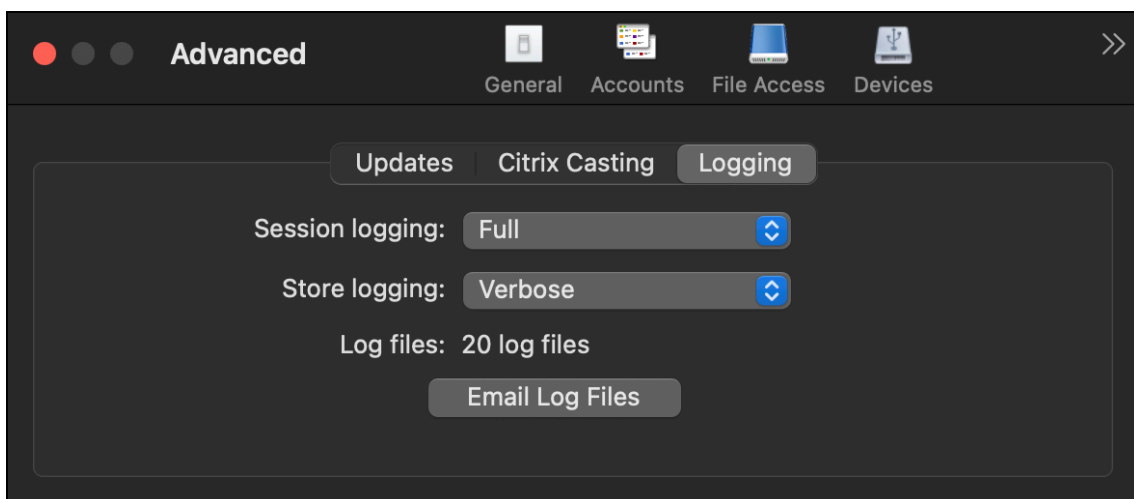 Advanced
General Accounts File Access Devices
Updates Citrix Casting Logging
Session logging: Full
Store logging: Verbose
Log files: 20 log files
Email Log Files